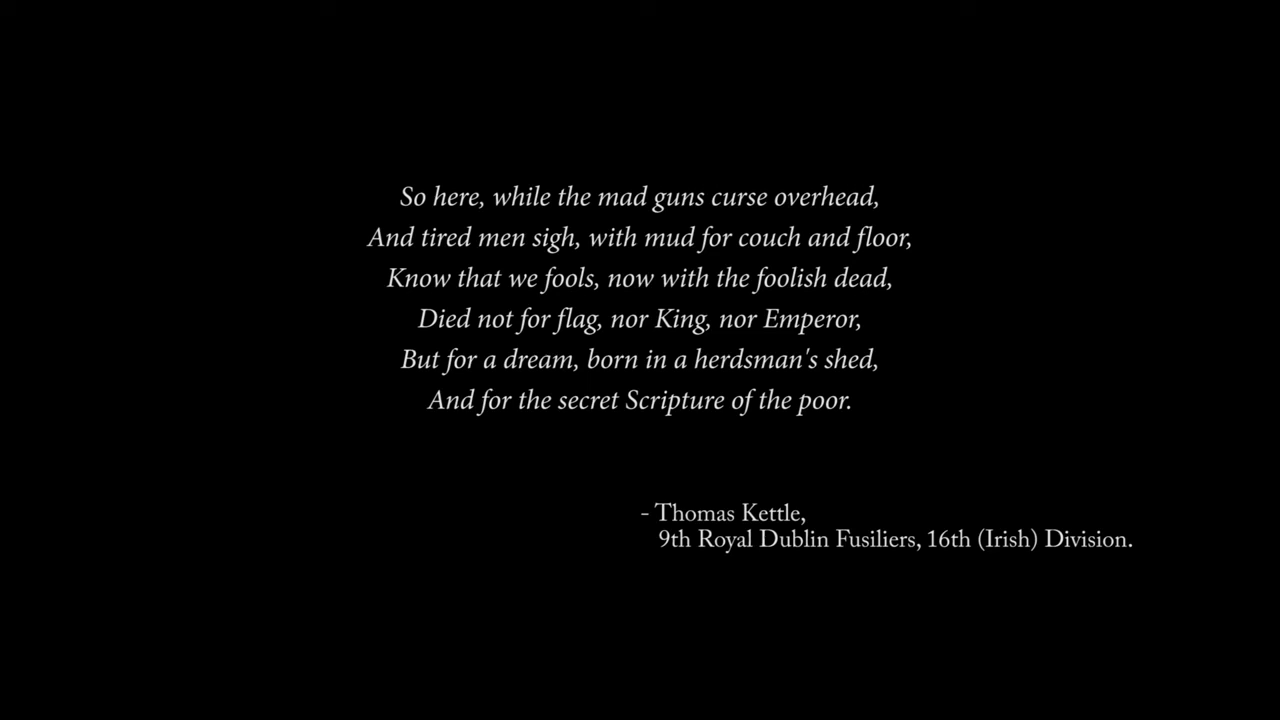 So here, while the mad guns curse overhead,
And tired men sigh, with mud for couch and floor,
Know that we fools, now with the foolish dead,
Died not for flag, nor King, nor Emperor,
But for a dream, born in a herdsman's shed,
And for the secret Scripture of the poor.
- Thomas Kettle,
9th Royal Dublin Fusiliers, 16th (Irish) Division.